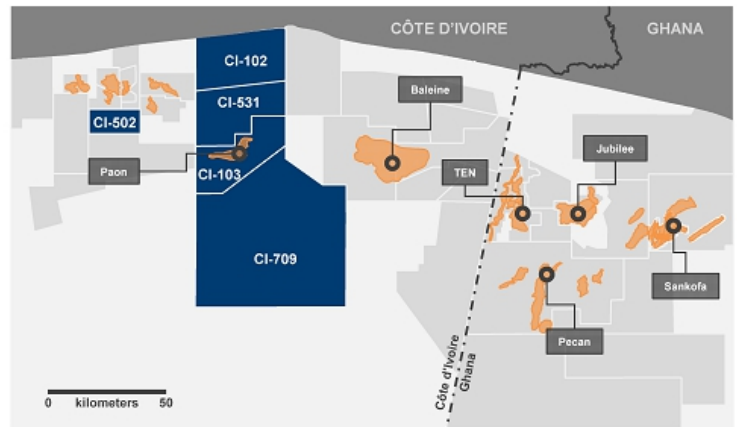 CÔTE D'IVOIRE
GHANA
CI-102
CI-531
Baleine
CI-502
Jubilee
Paon
CI-103
TEN
CI-709
Sankofa
Pecan
Côte d'Ivoire
Ghana
0 kilometers 50